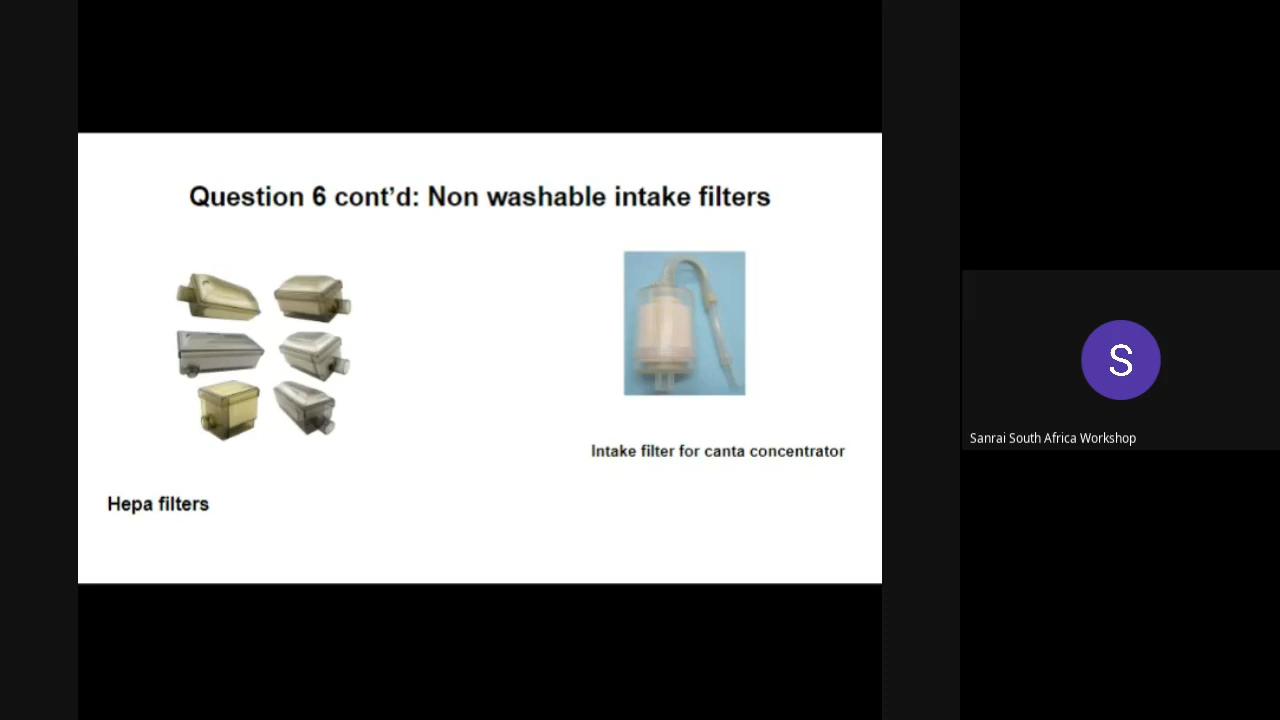 Question 6 cont’d: Non washable intake filters
Intake filter for canta concentrator
Hepa filters
S
Sanrai South Africa Workshop